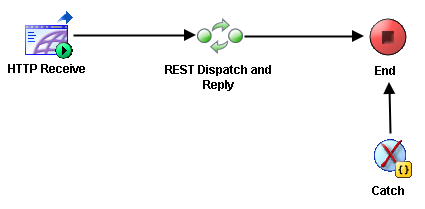 HTTP Receive
REST Dispatch and
Reply
End
{}
Catch